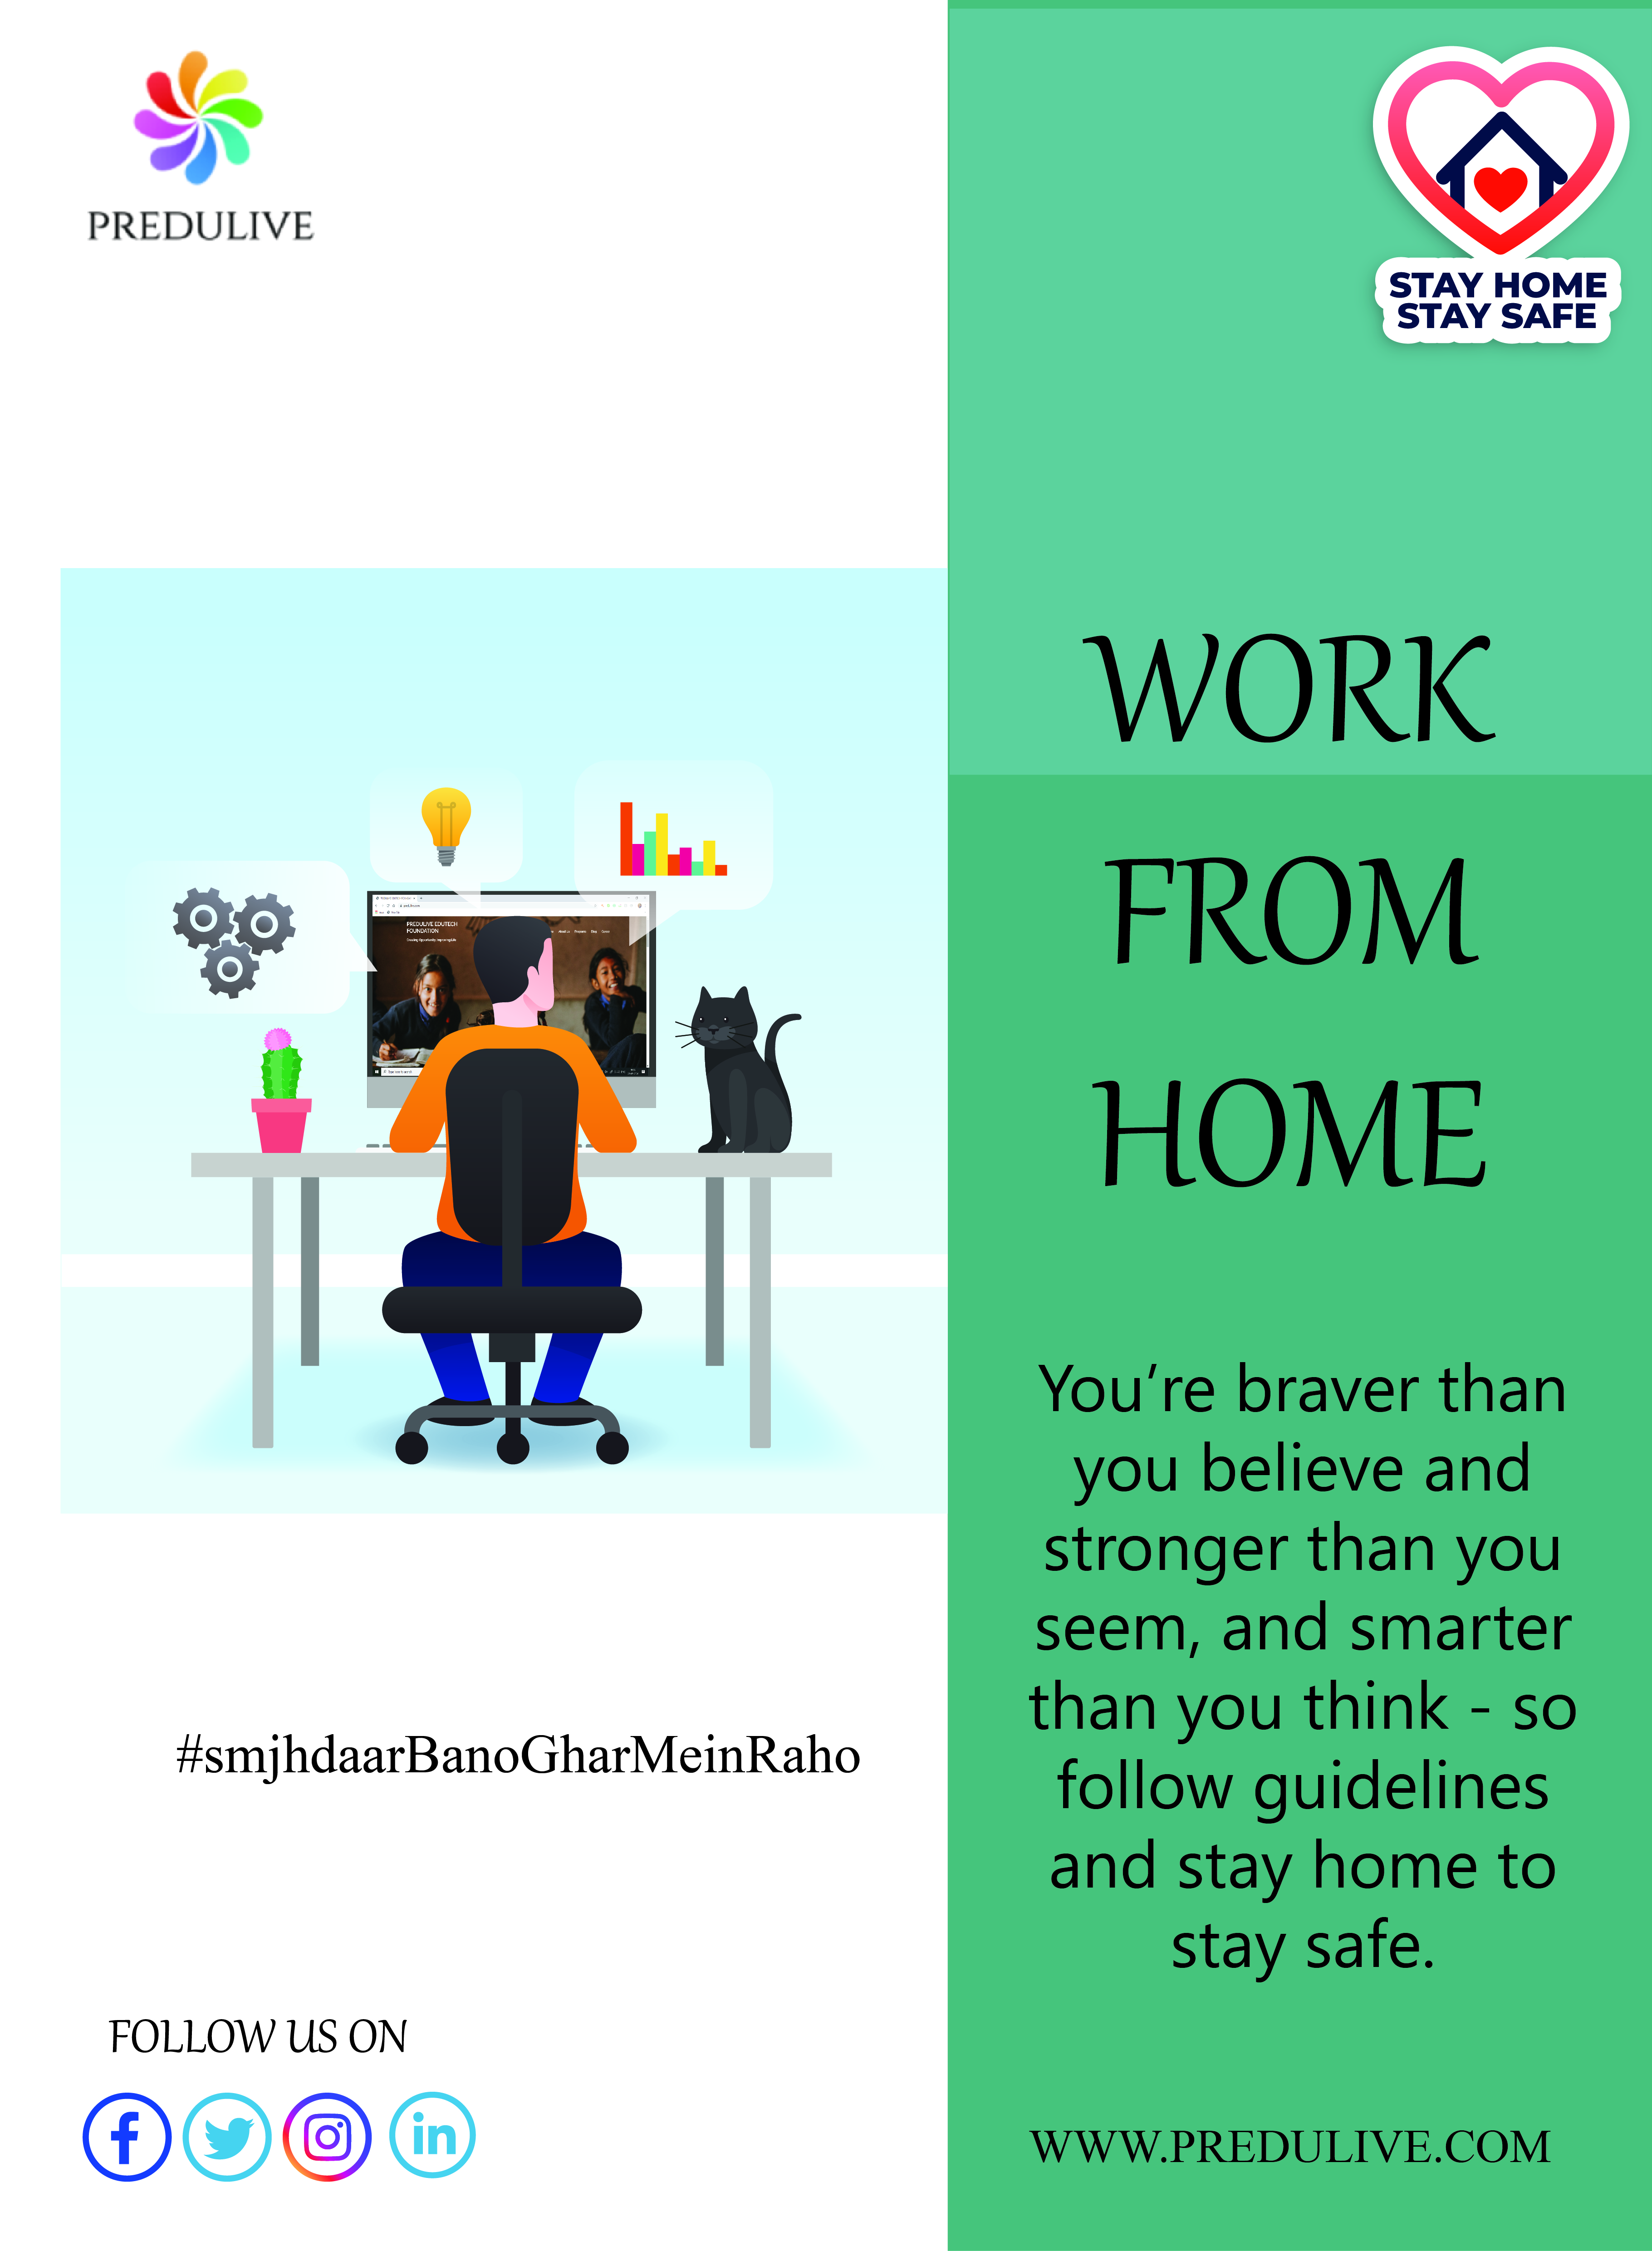 PREDULIVE
STAY HOME
STAY SAFE
WORK
FROM
HOME
PREDULIVE EDUTECH
FOUNDATION
You’re braver than
you believe and
stronger than you
seem, and smarter
than you think - so
follow guidelines
and stay home to
stay safe.
#smjhdaarBanoGharMeinRaho
FOLLOW US ON
WWW.PREDULIVE.COM